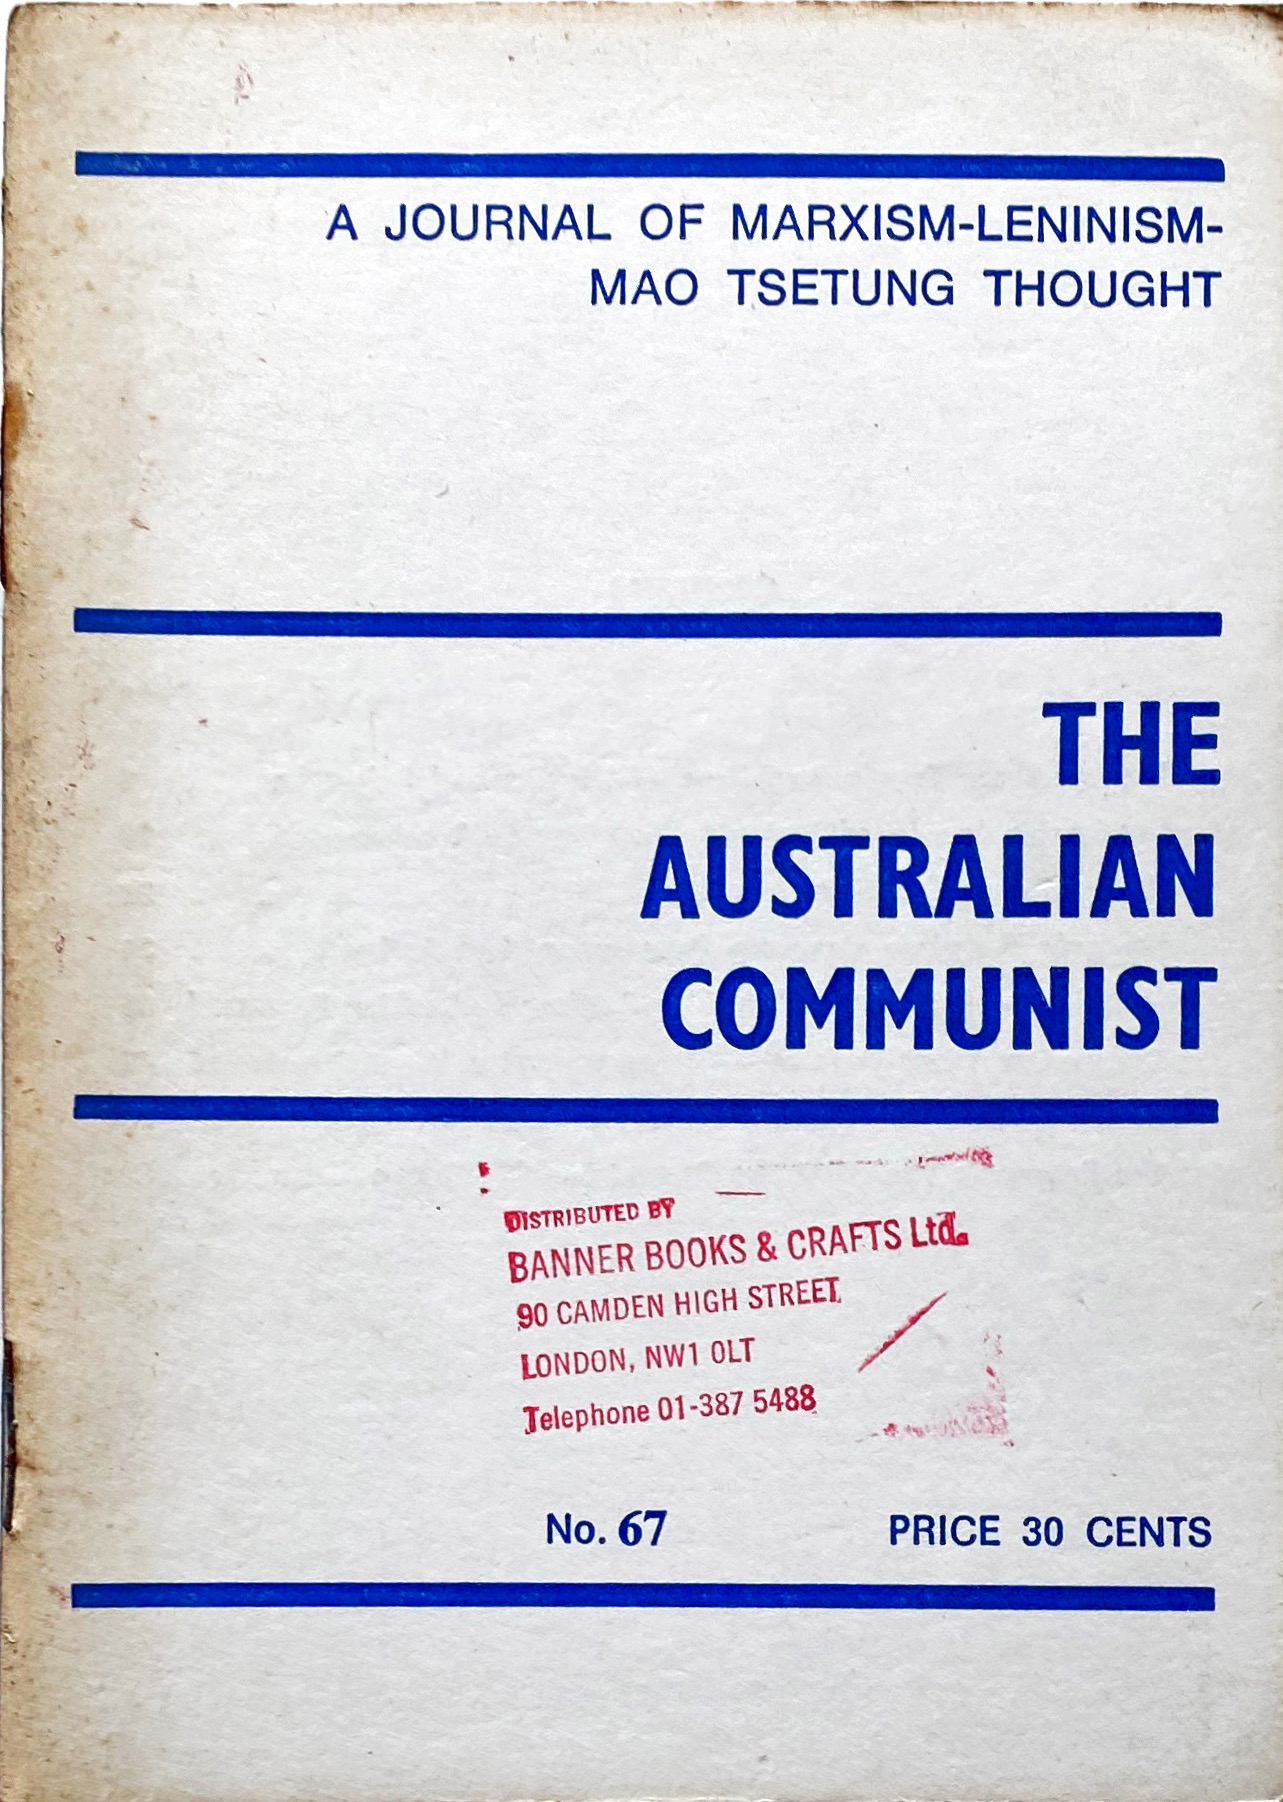 A JOURNAL OF MARXISM-LENINISM-
MAO TSETUNG THOUGHT
THE
AUSTRALIAN
COMMUNIST
DISTRIBUTED BY
BANNER BOOKS & CRAFTS Ltd.
90 CAMDEN HIGH STREET
LONDON, NW1 0LT
Telephone 01-387 5488
No. 67 PRICE 30 CENTS